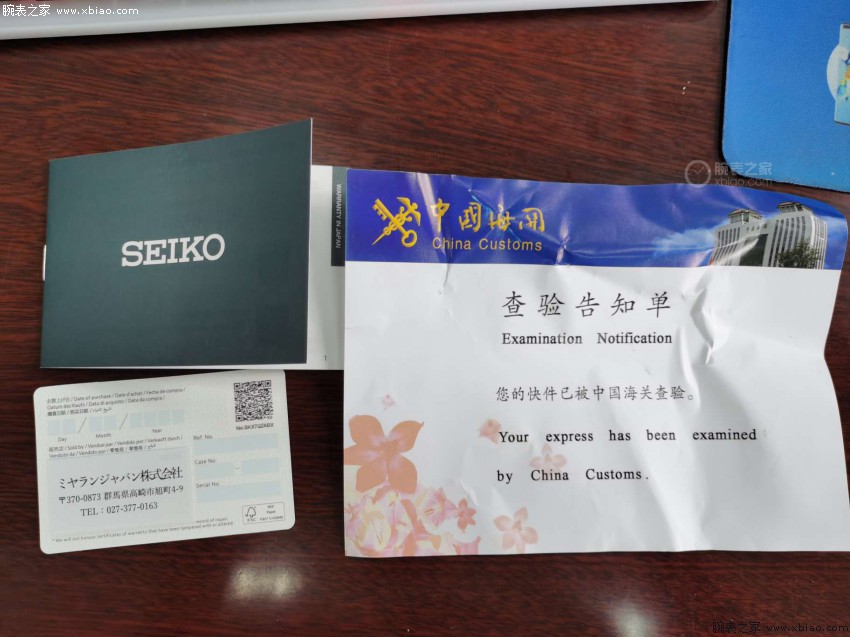 腕表之家 www.xbiao.com
腕表之家
xbiao.com
SEIKO
WARRANTY IN JAPAN
1
中國海関
China Customs
查验告知单
Examination Notification
您的快件已被中国海关查验。
Your express has been examined
by China Customs.
Day Month Year
Ref. No.
Case No.
Serial No.
ミヤランジャパン株式会社
〒370-0873 群馬県高崎市旭町4-9
TEL：027-377-0163
FSC
腕表之家 www.xbiao.com